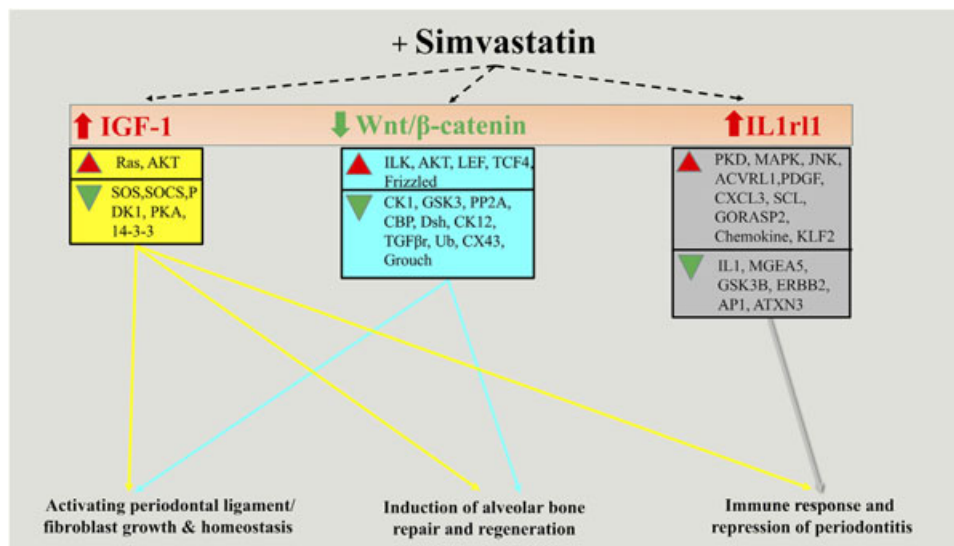 + Simvastatin
IGF-1
Wnt/β-catenin
IL1rl1
Ras, AKT
SOS,SOCS,P
DK1, PKA,
14-3-3
ILK, AKT, LEF, TCF4,
Frizzled
CK1, GSK3, PP2A,
CBP, Dsh, CK12,
TGFβr, Ub, CX43,
Grouch
PKD, MAPK, JNK,
ACVRL1,PDGF,
CXCL3, SCL,
GORASP2,
Chemokine, KLF2
IL1, MGEA5,
GSK3B, ERBB2,
AP1, ATXN3
Activating periodontal ligament/
fibroblast growth & homeostasis
Induction of alveolar bone
repair and regeneration
Immune response and
repression of periodontitis